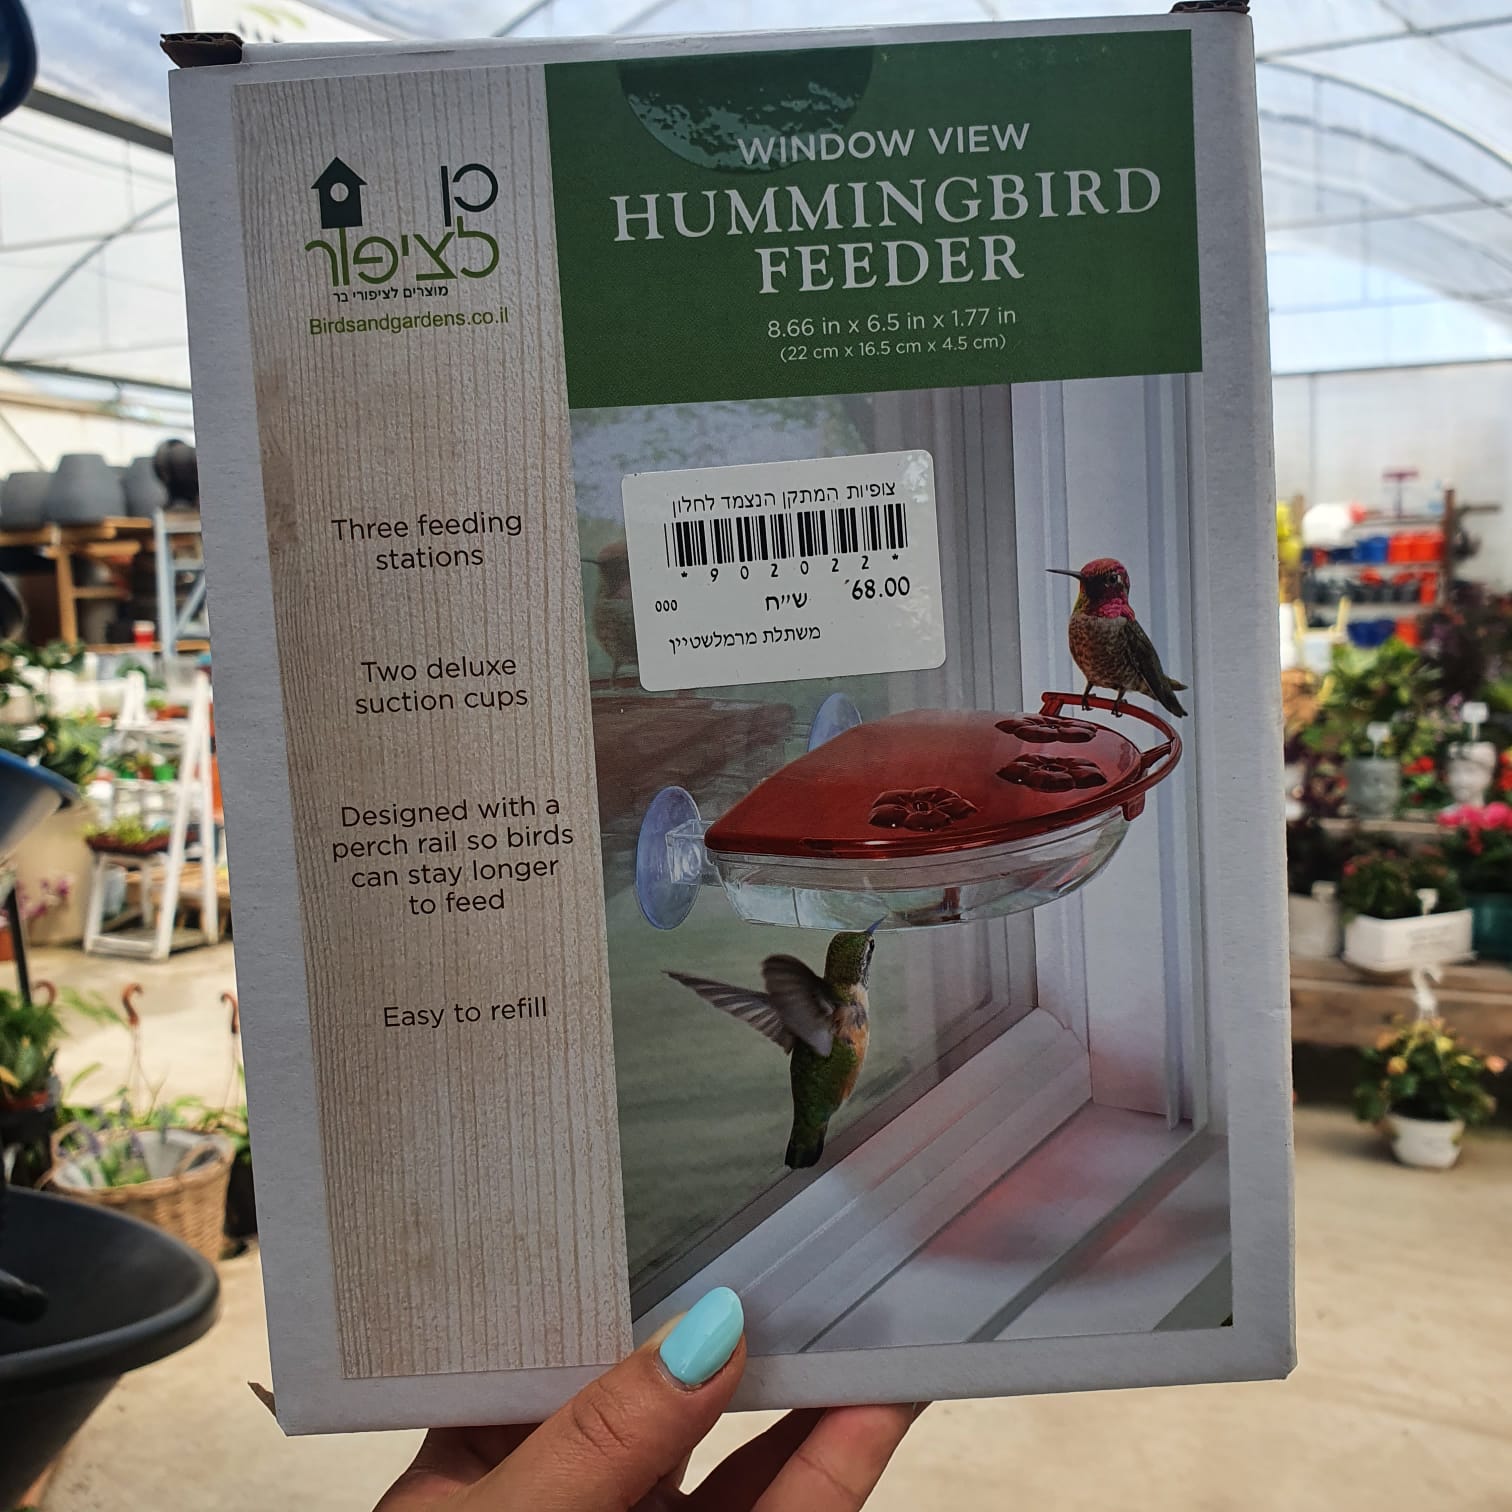 קן
לציפור
מוצרים לציפורי בר
Birdsandgardens.co.il
WINDOW VIEW
HUMMINGBIRD
FEEDER
8.66 in x 6.5 in x 1.77 in
(22 cm x 16.5 cm x 4.5 cm)
צופיות המתקן הנצמד לחלון
* 9 0 2 0 2 2 *
000 ש״ח 68.00
משתלת מרמלשטיין
Three feeding
stations
Two deluxe
suction cups
Designed with a
perch rail so birds
can stay longer
to feed
Easy to refill